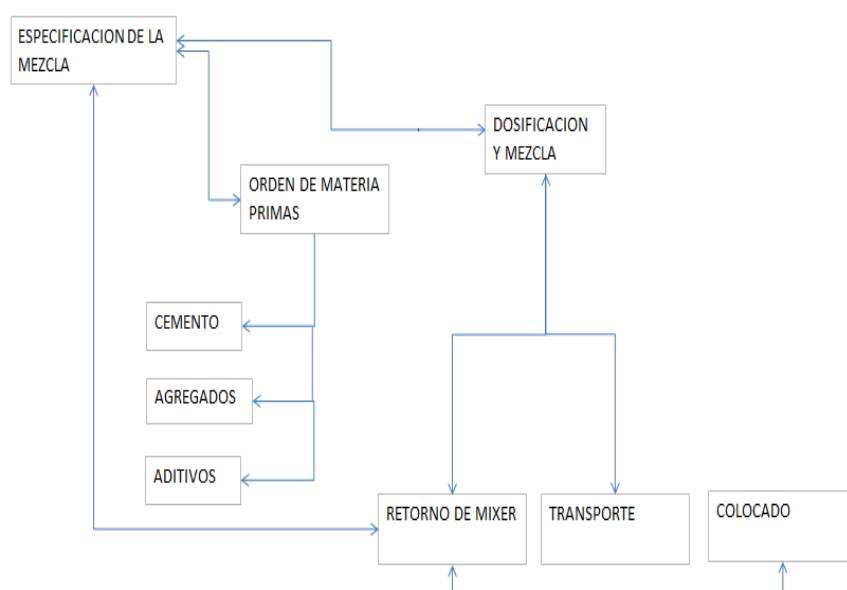 ESPECIFICACION DE LA
MEZCLA
DOSIFICACION
Y MEZCLA
ORDEN DE MATERIA
PRIMAS
CEMENTO
AGREGADOS
ADITIVOS
RETORNO DE MIXER
TRANSPORTE
COLOCADO